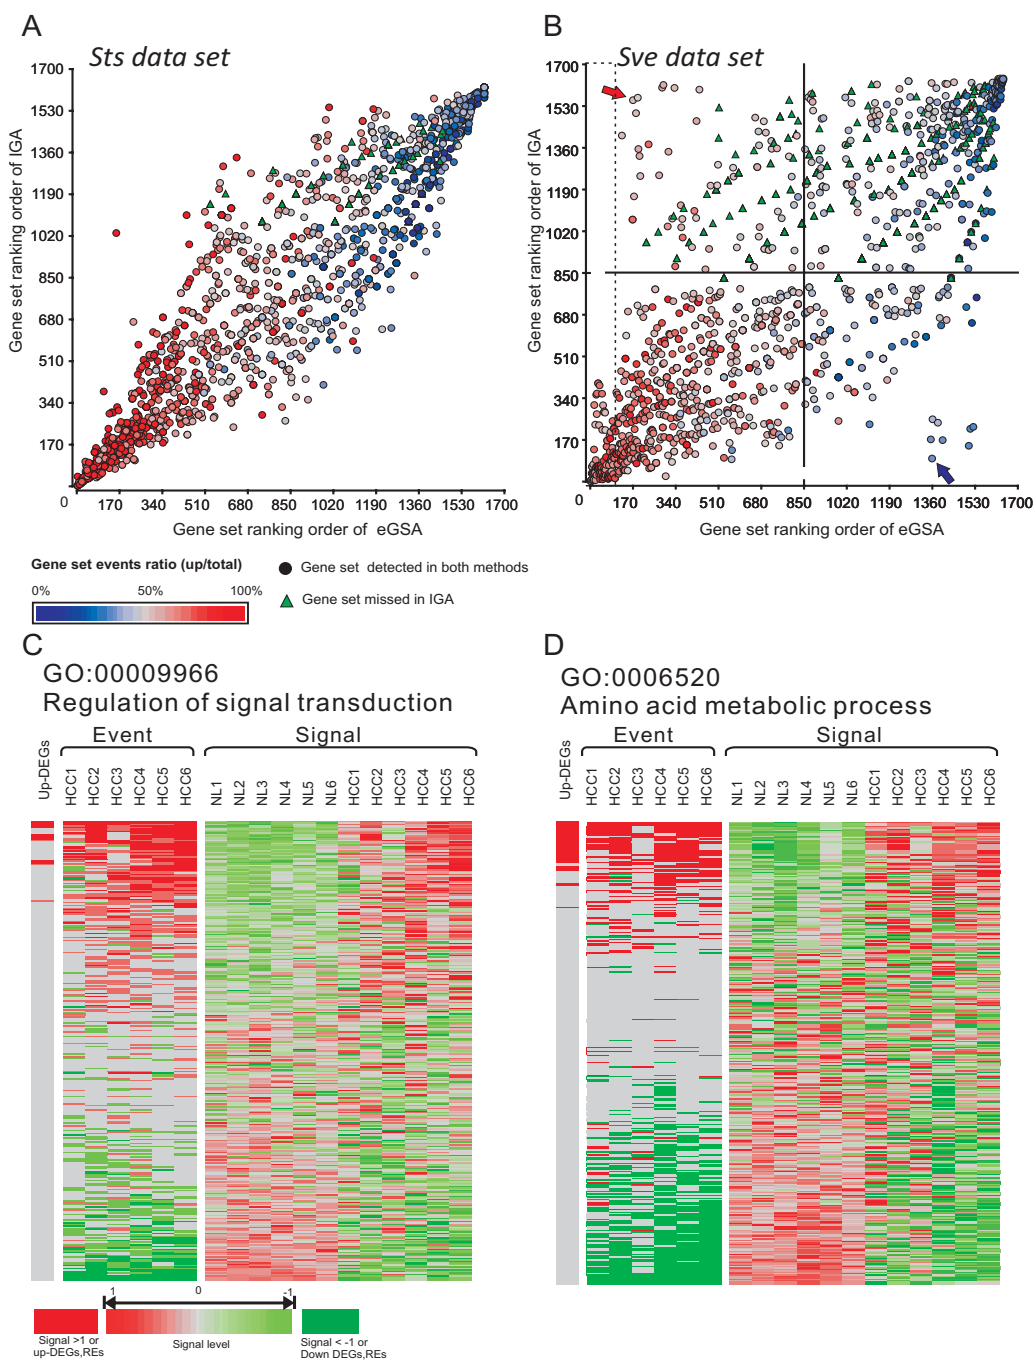 A
Sts data set
Gene set ranking order of IGA
1700
1530
1360
1190
1020
850
680
510
340
170
0
170 340 510 680 850 1020 1190 1360 1530 1700
Gene set ranking order of eGSA
B
Sve data set
Gene set ranking order of IGA
1700
1530
1360
1190
1020
850
680
510
340
170
0
170 340 510 680 850 1020 1190 1360 1530 1700
Gene set ranking order of eGSA
Gene set events ratio (up/total)
0% 50% 100%
Gene set detected in both methods
Gene set missed in IGA
C
GO:00009966
Regulation of signal transduction
Event Signal
Up-DEGs HCC1 HCC2 HCC3 HCC4 HCC5 HCC6 NL1 NL2 NL3 NL4 NL5 NL6 HCC1 HCC2 HCC3 HCC4 HCC5 HCC6
D
GO:0006520
Amino acid metabolic process
Event Signal
Up-DEGs HCC1 HCC2 HCC3 HCC4 HCC5 HCC6 NL1 NL2 NL3 NL4 NL5 NL6 HCC1 HCC2 HCC3 HCC4 HCC5 HCC6
1 0 -1
Signal >1 or
up-DEGs,REs
Signal level
Signal < -1 or
Down DEGs,REs